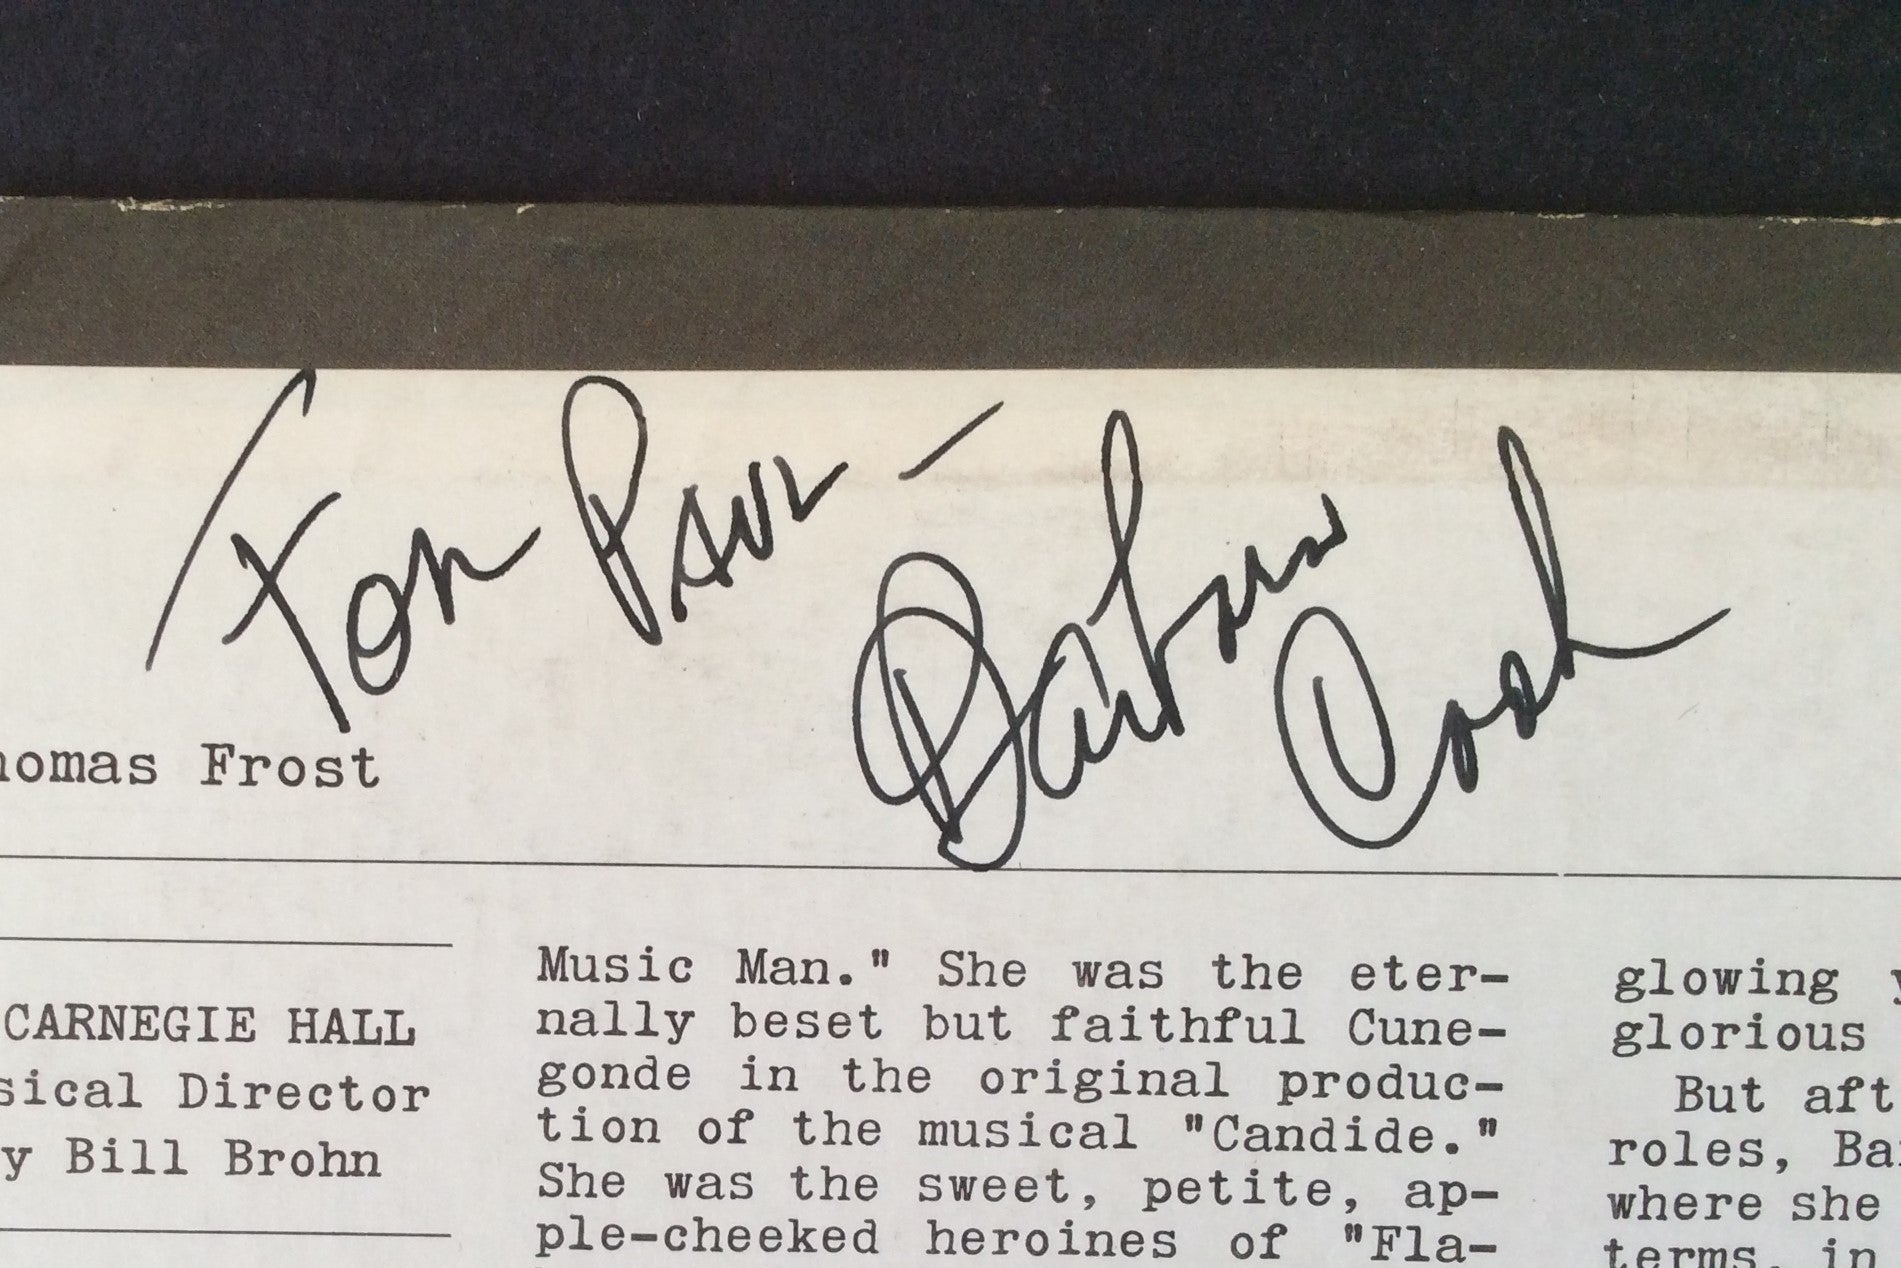 For Paul —
Barbara Cook
homas Frost
CARNEGIE HALL
sical Director
y Bill Brohn
Music Man." She was the eter-
nally beset but faithful Cune-
gonde in the original produc-
tion of the musical "Candide."
She was the sweet, petite, ap-
ple-cheeked heroines of "Fla-
glowing y
glorious
But aft
roles, Ba
where she
terms, in